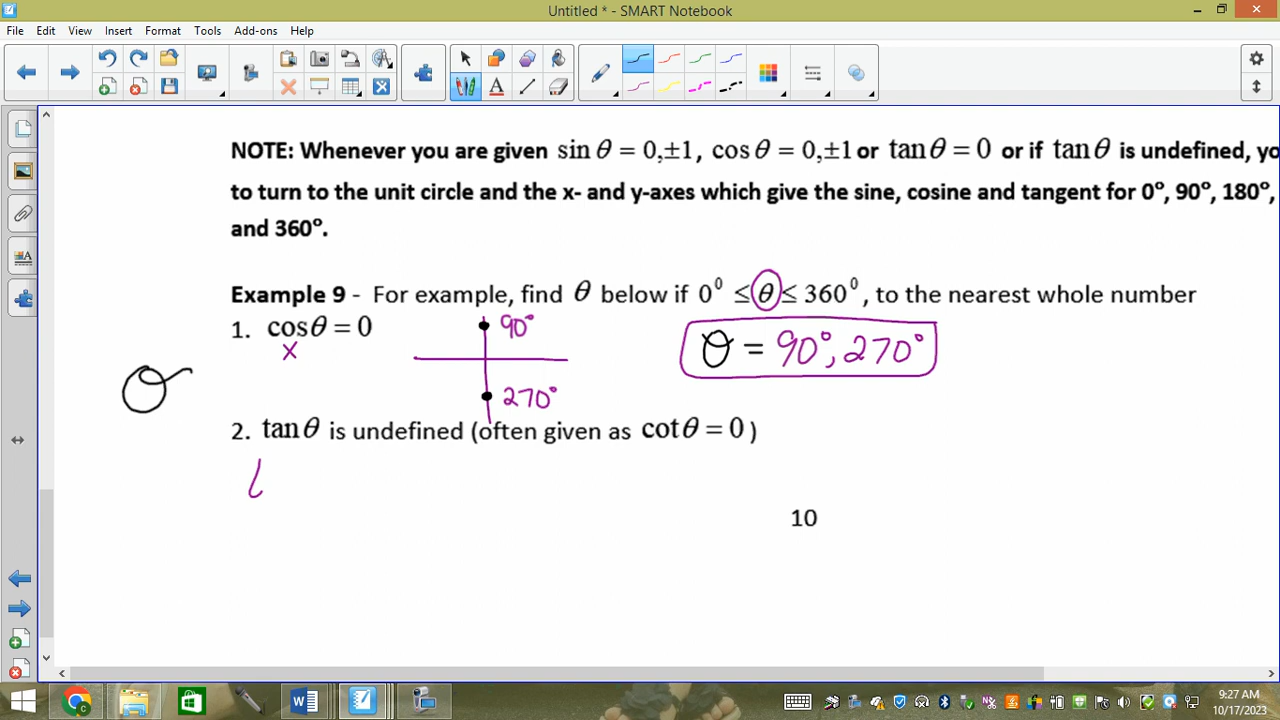 Untitled * - SMART Notebook
File Edit View Insert Format Tools Add-ons Help
NOTE: Whenever you are given sin θ = 0,±1, cos θ = 0,±1 or tan θ = 0 or if tan θ is undefined, yo
to turn to the unit circle and the x- and y-axes which give the sine, cosine and tangent for 0°, 90°, 180°,
and 360°.
Example 9 - For example, find θ below if 0⁰ ≤ θ ≤ 360⁰, to the nearest whole number
1. cos θ = 0
x
90°
270°
θ = 90°, 270°
θ
2. tan θ is undefined (often given as cot θ = 0)
10
9:27 AM
10/17/2023